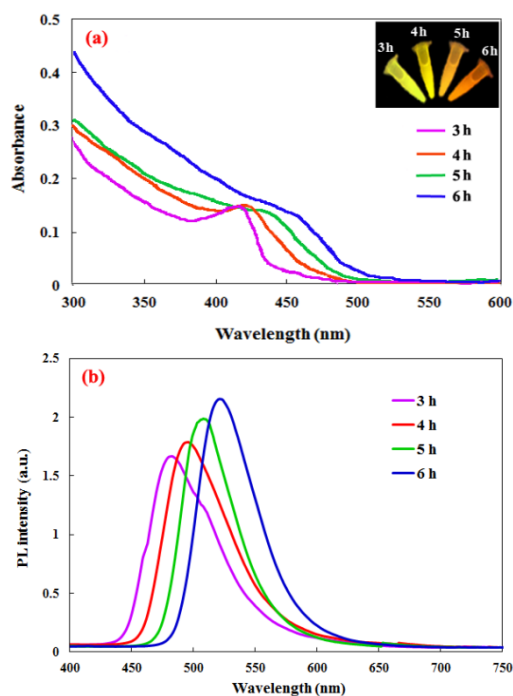 (a)
3h 4h 5h 6h
Absorbance
0.5
0.4
0.3
0.2
0.1
0
3 h
4 h
5 h
6 h
300 350 400 450 500 550 600
Wavelength (nm)
(b)
PL intensity (a.u.)
2.5
2
1.5
1
0.5
0
3 h
4 h
5 h
6 h
400 450 500 550 600 650 700 750
Wavelength (nm)